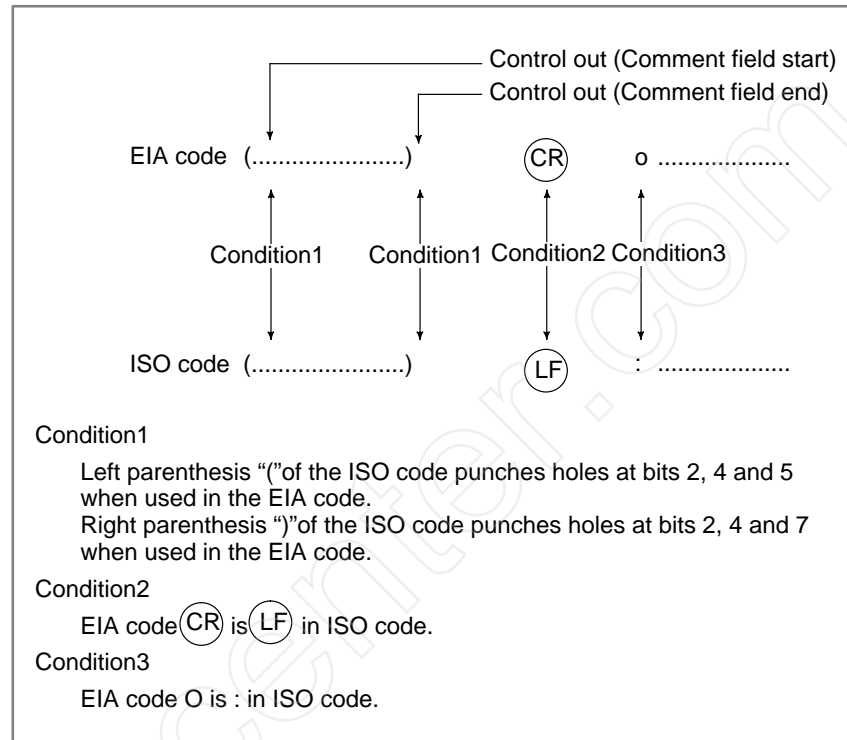 Control out (Comment field start)
Control out (Comment field end)
EIA code (.......................) CR o ....................
Condition1 Condition1 Condition2 Condition3
ISO code (.......................) LF : ....................
Condition1
Left parenthesis “(”of the ISO code punches holes at bits 2, 4 and 5
when used in the EIA code.
Right parenthesis “)”of the ISO code punches holes at bits 2, 4 and 7
when used in the EIA code.
Condition2
EIA code CR is LF in ISO code.
Condition3
EIA code O is : in ISO code.
center.com